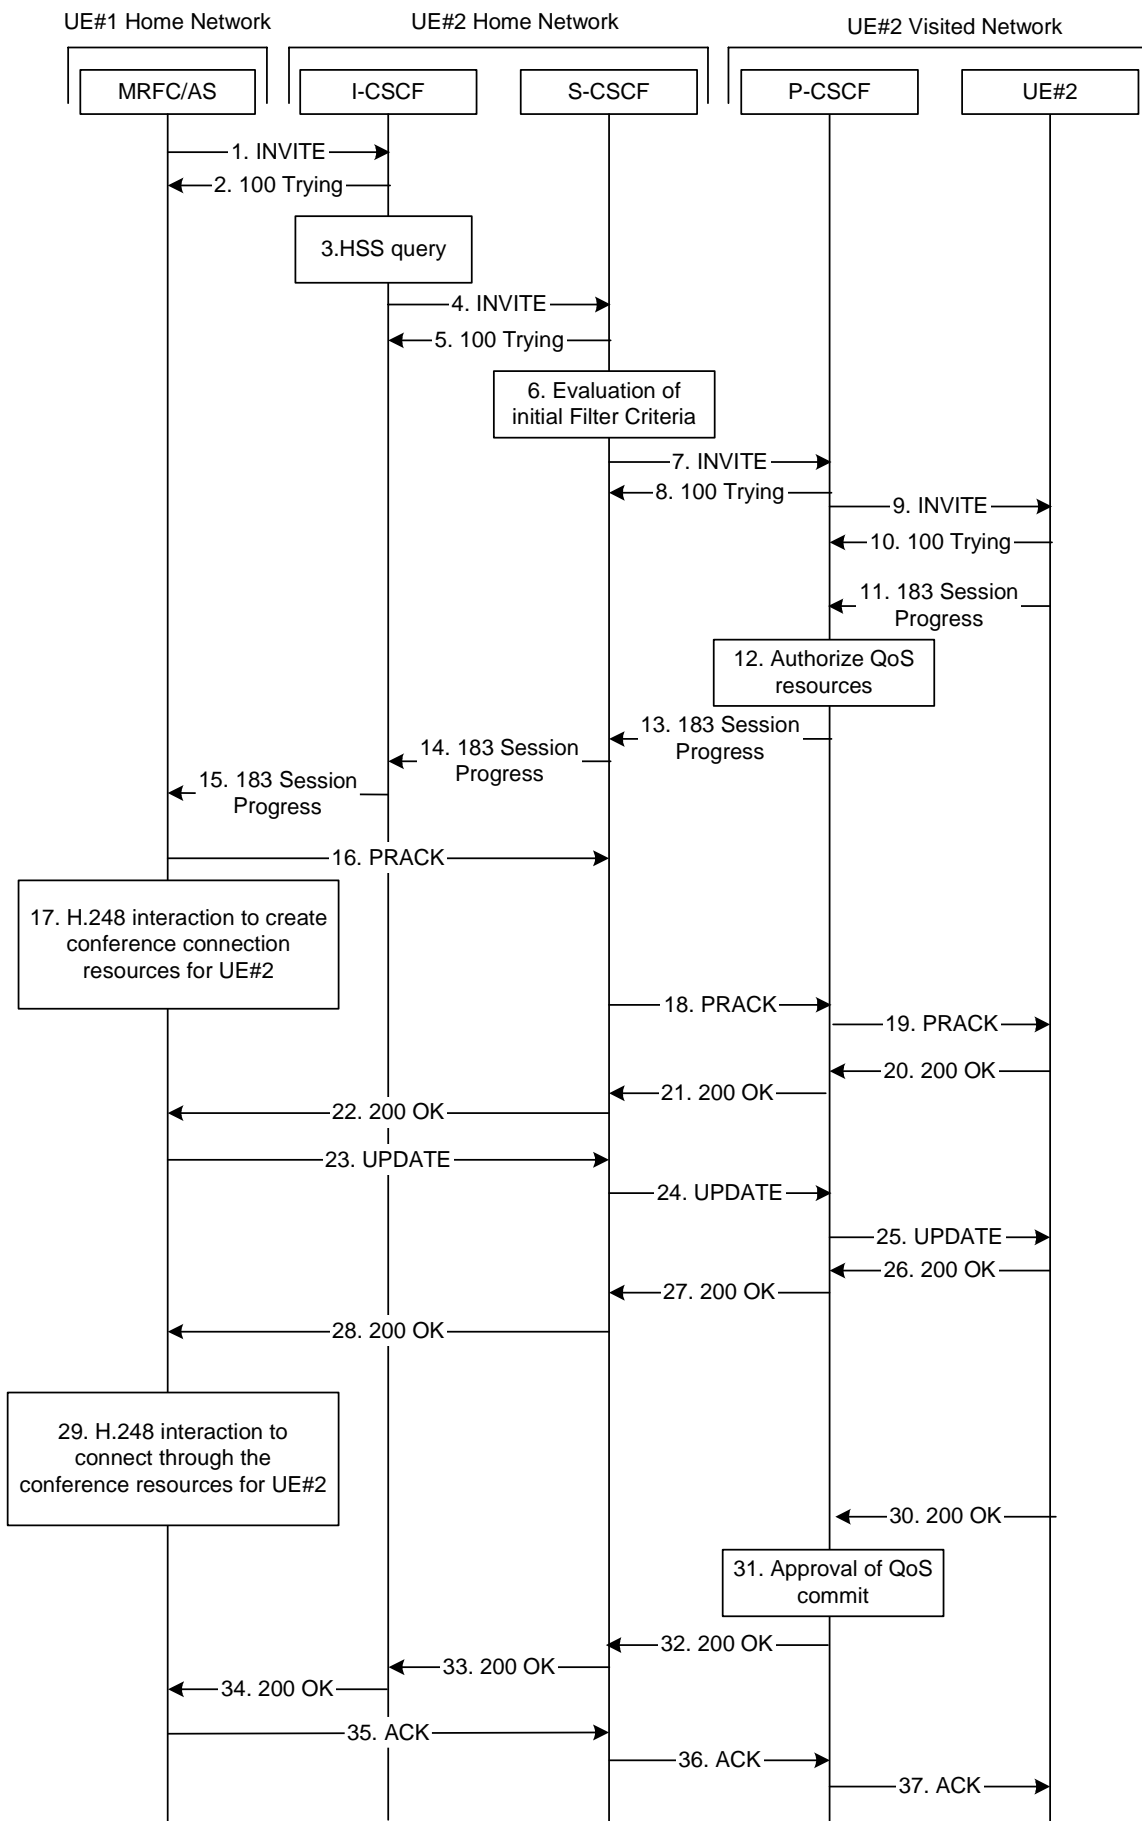 UE#1 Home Network
UE#2 Home Network
UE#2 Visited Network
MRFC/AS
I-CSCF
S-CSCF
P-CSCF
UE#2
1. INVITE
2. 100 Trying
3.HSS query
4. INVITE
5. 100 Trying
6. Evaluation of
initial Filter Criteria
7. INVITE
8. 100 Trying
9. INVITE
10. 100 Trying
11. 183 Session
Progress
12. Authorize QoS
resources
13. 183 Session
Progress
14. 183 Session
Progress
15. 183 Session
Progress
16. PRACK
17. H.248 interaction to create
conference connection
resources for UE#2
18. PRACK
19. PRACK
20. 200 OK
21. 200 OK
22. 200 OK
23. UPDATE
24. UPDATE
25. UPDATE
26. 200 OK
27. 200 OK
28. 200 OK
29. H.248 interaction to
connect through the
conference resources for UE#2
30. 200 OK
31. Approval of QoS
commit
32. 200 OK
33. 200 OK
34. 200 OK
35. ACK
36. ACK
37. ACK